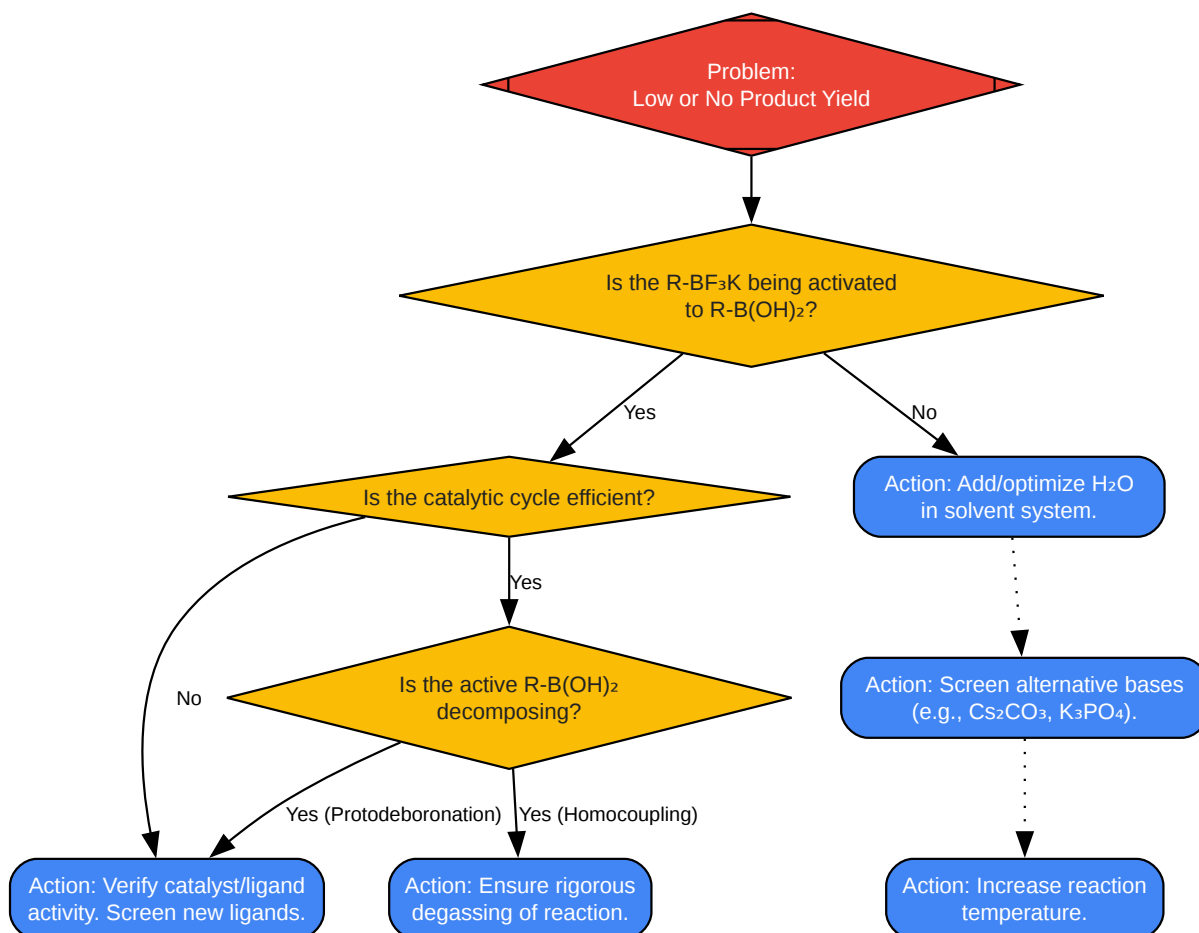 Problem:
Low or No Product Yield
Is the R-BF₃K being activated
to R-B(OH)₂?
Yes
No
Is the catalytic cycle efficient?
Action: Add/optimize H₂O
in solvent system.
Yes
No
Is the active R-B(OH)₂
decomposing?
Action: Screen alternative bases
(e.g., Cs₂CO₃, K₃PO₄).
Yes (Protodeboronation)
Yes (Homocoupling)
Action: Verify catalyst/ligand
activity. Screen new ligands.
Action: Ensure rigorous
degassing of reaction.
Action: Increase reaction
temperature.